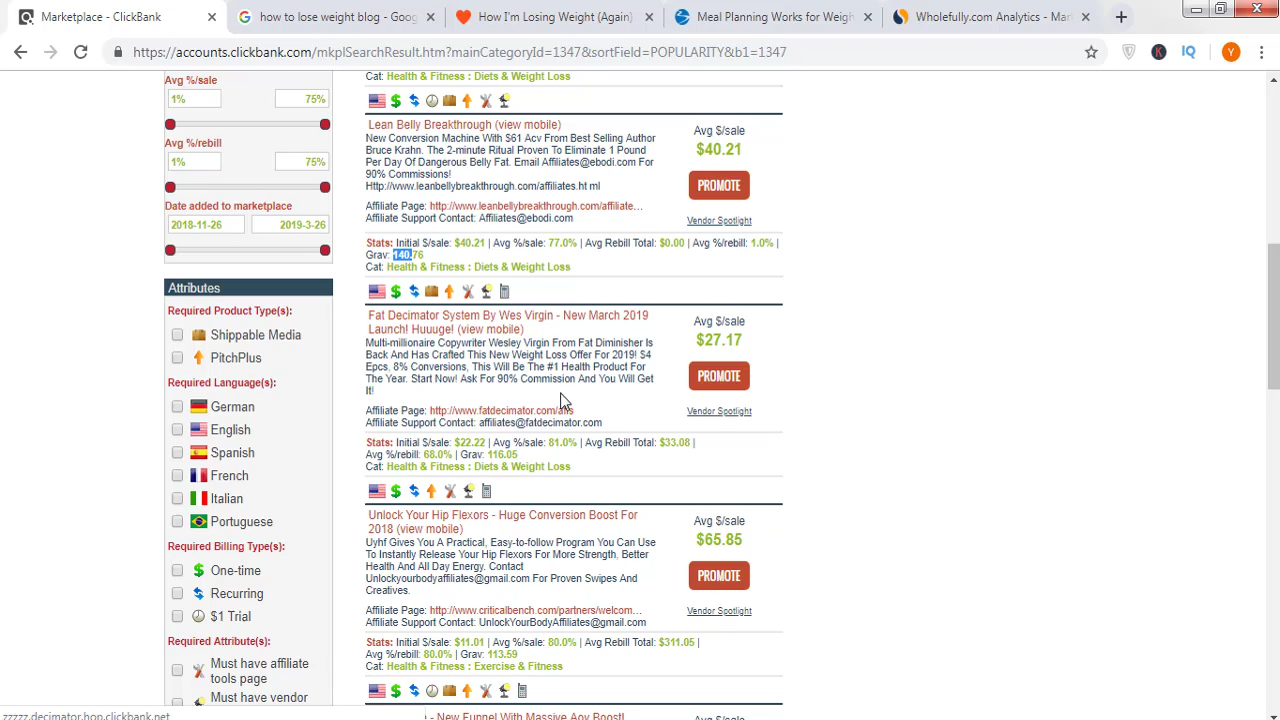 Marketplace - ClickBank
how to lose weight blog - Goog
How I'm Losing Weight (Again)
Meal Planning Works for Weigh
Wholefully.com Analytics - Mar
https://accounts.clickbank.com/mkplSearchResult.htm?mainCategoryId=1347&sortField=POPULARITY&b1=1347
K
IQ
Y
Avg %/sale
1% 75%
Avg %/rebill
1% 75%
Date added to marketplace
2018-11-26 2019-3-26
Attributes
Required Product Type(s):
Shippable Media
PitchPlus
Required Language(s):
German
English
Spanish
French
Italian
Portuguese
Required Billing Type(s):
One-time
Recurring
$1 Trial
Required Attribute(s):
Must have affiliate
tools page
Must have vendor
Cat: Health & Fitness : Diets & Weight Loss
Lean Belly Breakthrough (view mobile)
New Conversion Machine With $61 Acv From Best Selling Author
Bruce Krahn. The 2-minute Ritual Proven To Eliminate 1 Pound
Per Day Of Dangerous Belly Fat. Email Affiliates@ebodi.com For
90% Commissions!
Http://www.leanbellybreakthrough.com/affiliates.ht ml
Affiliate Page: http://www.leanbellybreakthrough.com/affiliate...
Affiliate Support Contact: Affiliates@ebodi.com
Avg $/sale
$40.21
PROMOTE
Vendor Spotlight
Stats: Initial $/sale: $40.21 | Avg %/sale: 77.0% | Avg Rebill Total: $0.00 | Avg %/rebill: 1.0% |
Grav: 140.76
Cat: Health & Fitness : Diets & Weight Loss
Fat Decimator System By Wes Virgin - New March 2019
Launch! Huuuge! (view mobile)
Multi-millionaire Copywriter Wesley Virgin From Fat Diminisher Is
Back And Has Crafted This New Weight Loss Offer For 2019! $4
Epcs, 8% Conversions, This Will Be The #1 Health Product For
The Year. Start Now! Ask For 90% Commission And You Will Get
It!
Affiliate Page: http://www.fatdecimator.com/affs
Affiliate Support Contact: affiliates@fatdecimator.com
Avg $/sale
$27.17
PROMOTE
Vendor Spotlight
Stats: Initial $/sale: $22.22 | Avg %/sale: 81.0% | Avg Rebill Total: $33.08 |
Avg %/rebill: 68.0% | Grav: 116.05
Cat: Health & Fitness : Diets & Weight Loss
Unlock Your Hip Flexors - Huge Conversion Boost For
2018 (view mobile)
Uyhf Gives You A Practical, Easy-to-follow Program You Can Use
To Instantly Release Your Hip Flexors For More Strength, Better
Health And All Day Energy. Contact
Unlockyourbodyaffiliates@gmail.com For Proven Swipes And
Creatives.
Affiliate Page: http://www.criticalbench.com/partners/welcom...
Affiliate Support Contact: UnlockYourBodyAffiliates@gmail.com
Avg $/sale
$65.85
PROMOTE
Vendor Spotlight
Stats: Initial $/sale: $11.01 | Avg %/sale: 80.0% | Avg Rebill Total: $311.05 |
Avg %/rebill: 80.0% | Grav: 113.59
Cat: Health & Fitness : Exercise & Fitness
- New Funnel With Massive Aov Boost!
zzzzz.decimator.hop.clickbank.net